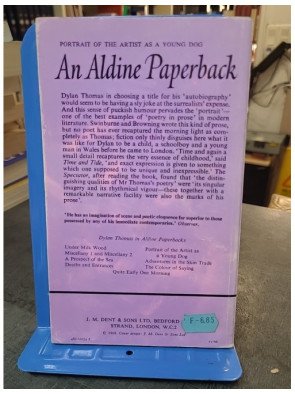 PORTRAIT OF THE ARTIST AS A YOUNG DOG
An Aldine Paperback
Dylan Thomas in choosing a title for his 'autobiography'
would seem to be having a sly joke at the surrealists' expense.
And this sense of puckish humour pervades the 'portrait'—
one of the best examples of 'poetry in prose' in modern
literature. Swinburne and Browning wrote this kind of prose,
but no poet has ever recaptured the morning light as com-
pletely as Thomas; fiction only thinly disguises here what it
was like for Dylan to be a child, a schoolboy and a young
man in Wales before he came to London. 'Time and again a
small detail recaptures the very essence of childhood,' said
Time and Tide, 'and exact expression is given to something
which one supposed to be unique and inexpressible.' The
Spectator, after reading the book, found that 'the distin-
guishing qualities of Mr Thomas's poetry' were 'its singular
imagery and its rhythmical vigour—these together with a
remarkable narrative facility were also the marks of his
prose'.
'He has an imagination of scene and poetic eloquence far superior to those
possessed by any of his immediate contemporaries.' Observer.
Dylan Thomas in Aldine Paperbacks
Under Milk Wood
Portrait of the Artist as
Miscellany 1 and Miscellany 2
a Young Dog
A Prospect of the Sea
Adventures in the Skin Trade
Deaths and Entrances
The Colour of Saying
Quite Early One Morning
J. M. DENT & SONS LTD, BEDFORD
STRAND, LONDON, W.C.2
F-8.85